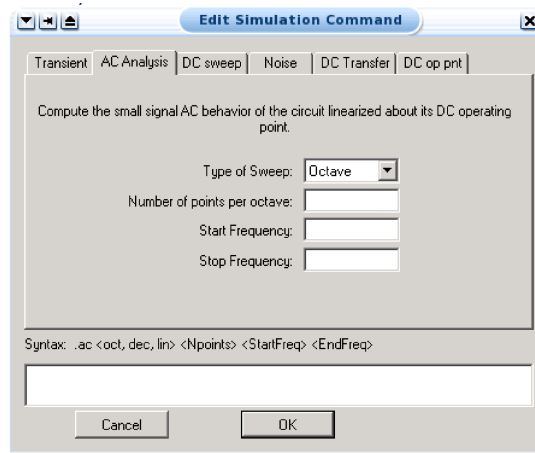 Edit Simulation Command
Transient AC Analysis DC sweep Noise DC Transfer DC op pnt
Compute the small signal AC behavior of the circuit linearized about its DC operating
point.
Type of Sweep: Octave
Number of points per octave:
Start Frequency:
Stop Frequency:
Syntax: .ac <oct, dec, lin> <Npoints> <StartFreq> <EndFreq>
Cancel OK